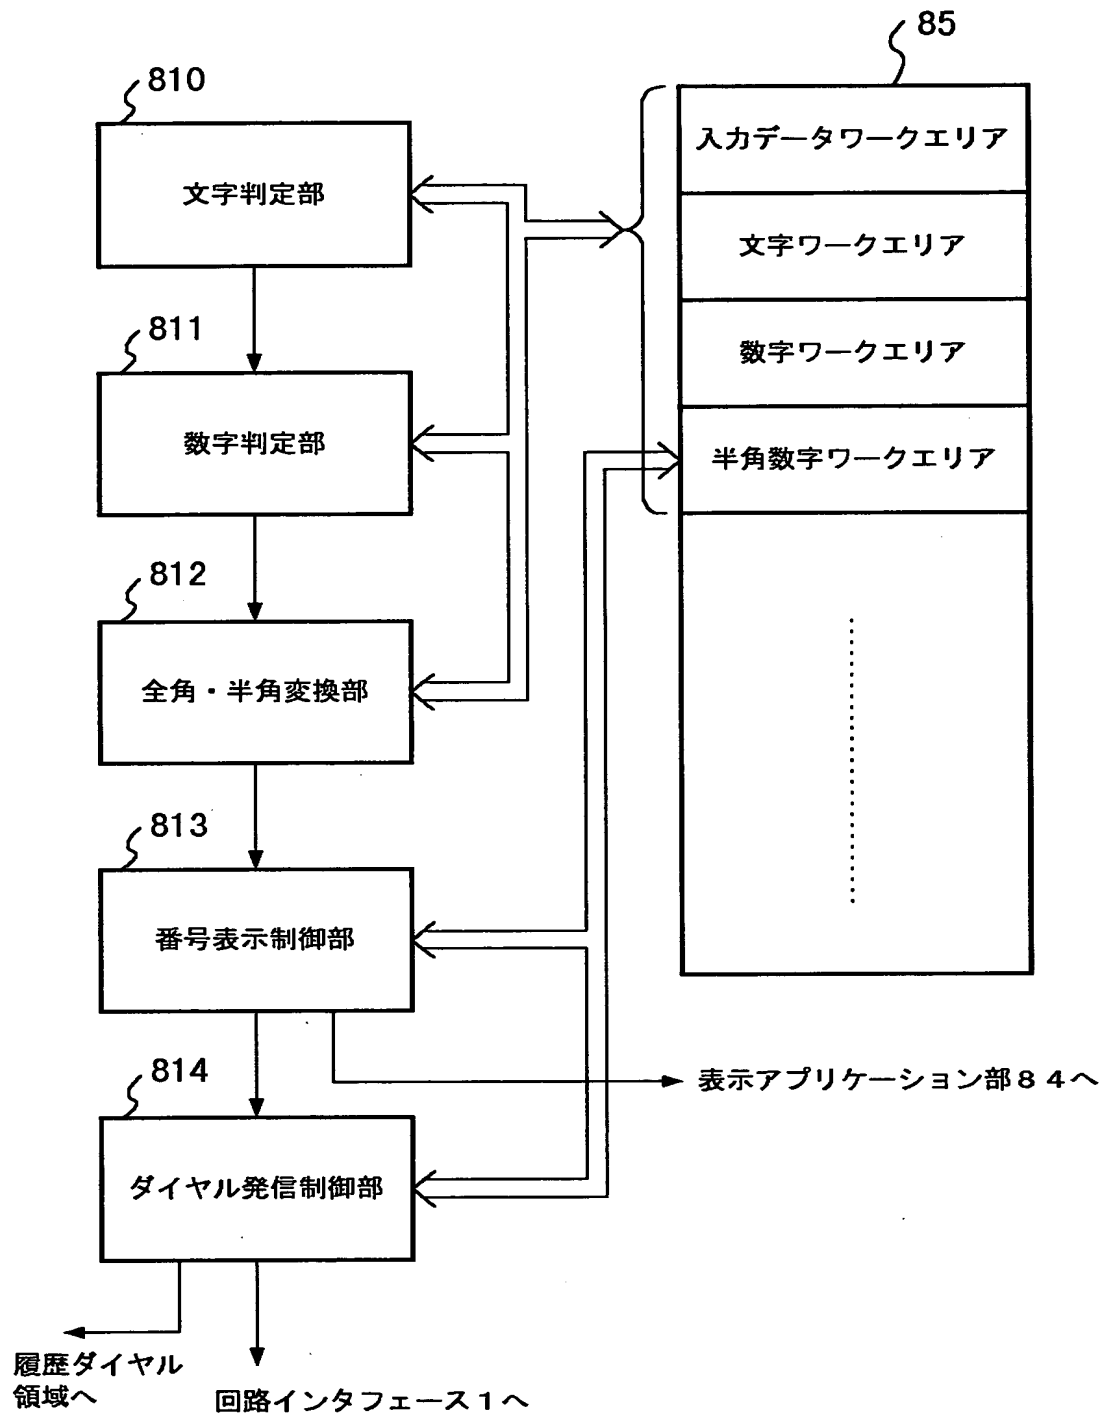 85
810
文字判定部
入力データワークエリア
文字ワークエリア
811
数字判定部
数字ワークエリア
半角数字ワークエリア
812
全角・半角変換部
813
番号表示制御部
814
表示アプリケーション部84へ
ダイヤル発信制御部
履歴ダイヤル
領域へ
回路インタフェース1へ